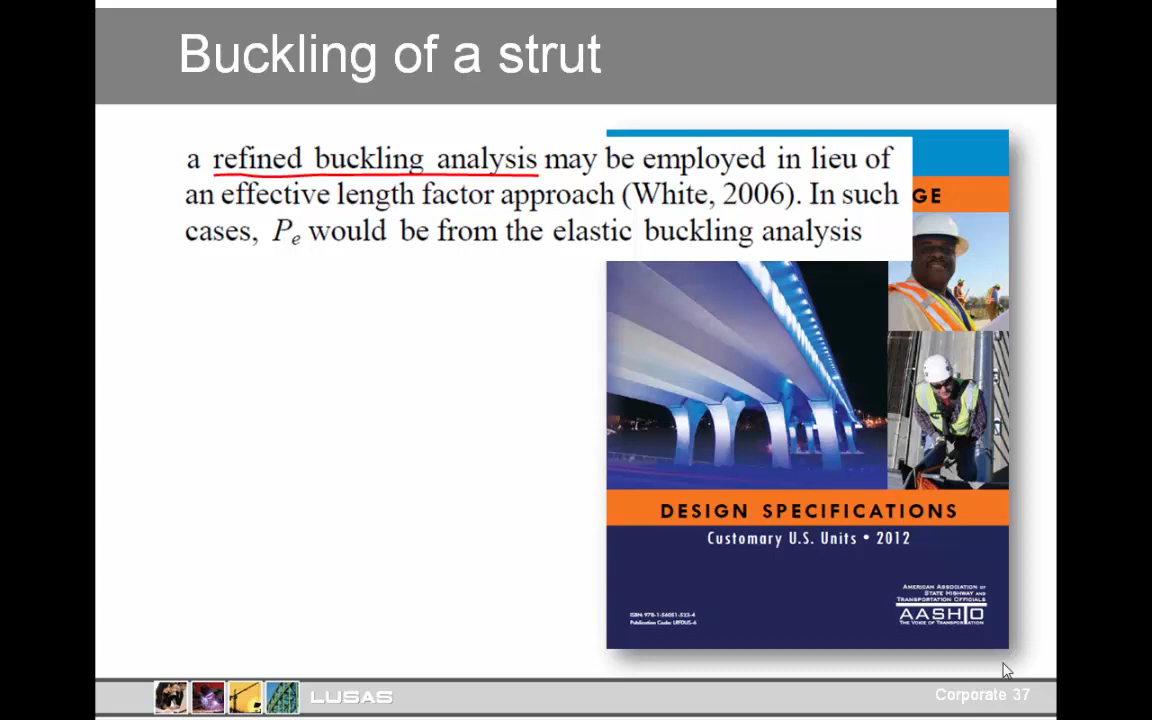 Buckling of a strut
a refined buckling analysis may be employed in lieu of
an effective length factor approach (White, 2006). In such
cases, Pe would be from the elastic buckling analysis
GE
DESIGN SPECIFICATIONS
Customary U.S. Units • 2012
AMERICAN ASSOCIATION OF
STATE HIGHWAY AND
TRANSPORTATION OFFICIALS
AASHTO
THE VOICE OF TRANSPORTATION
ISBN: 978-1-56051-523-4
Publication Code: LRFDUS-6
LUSAS
Corporate 37